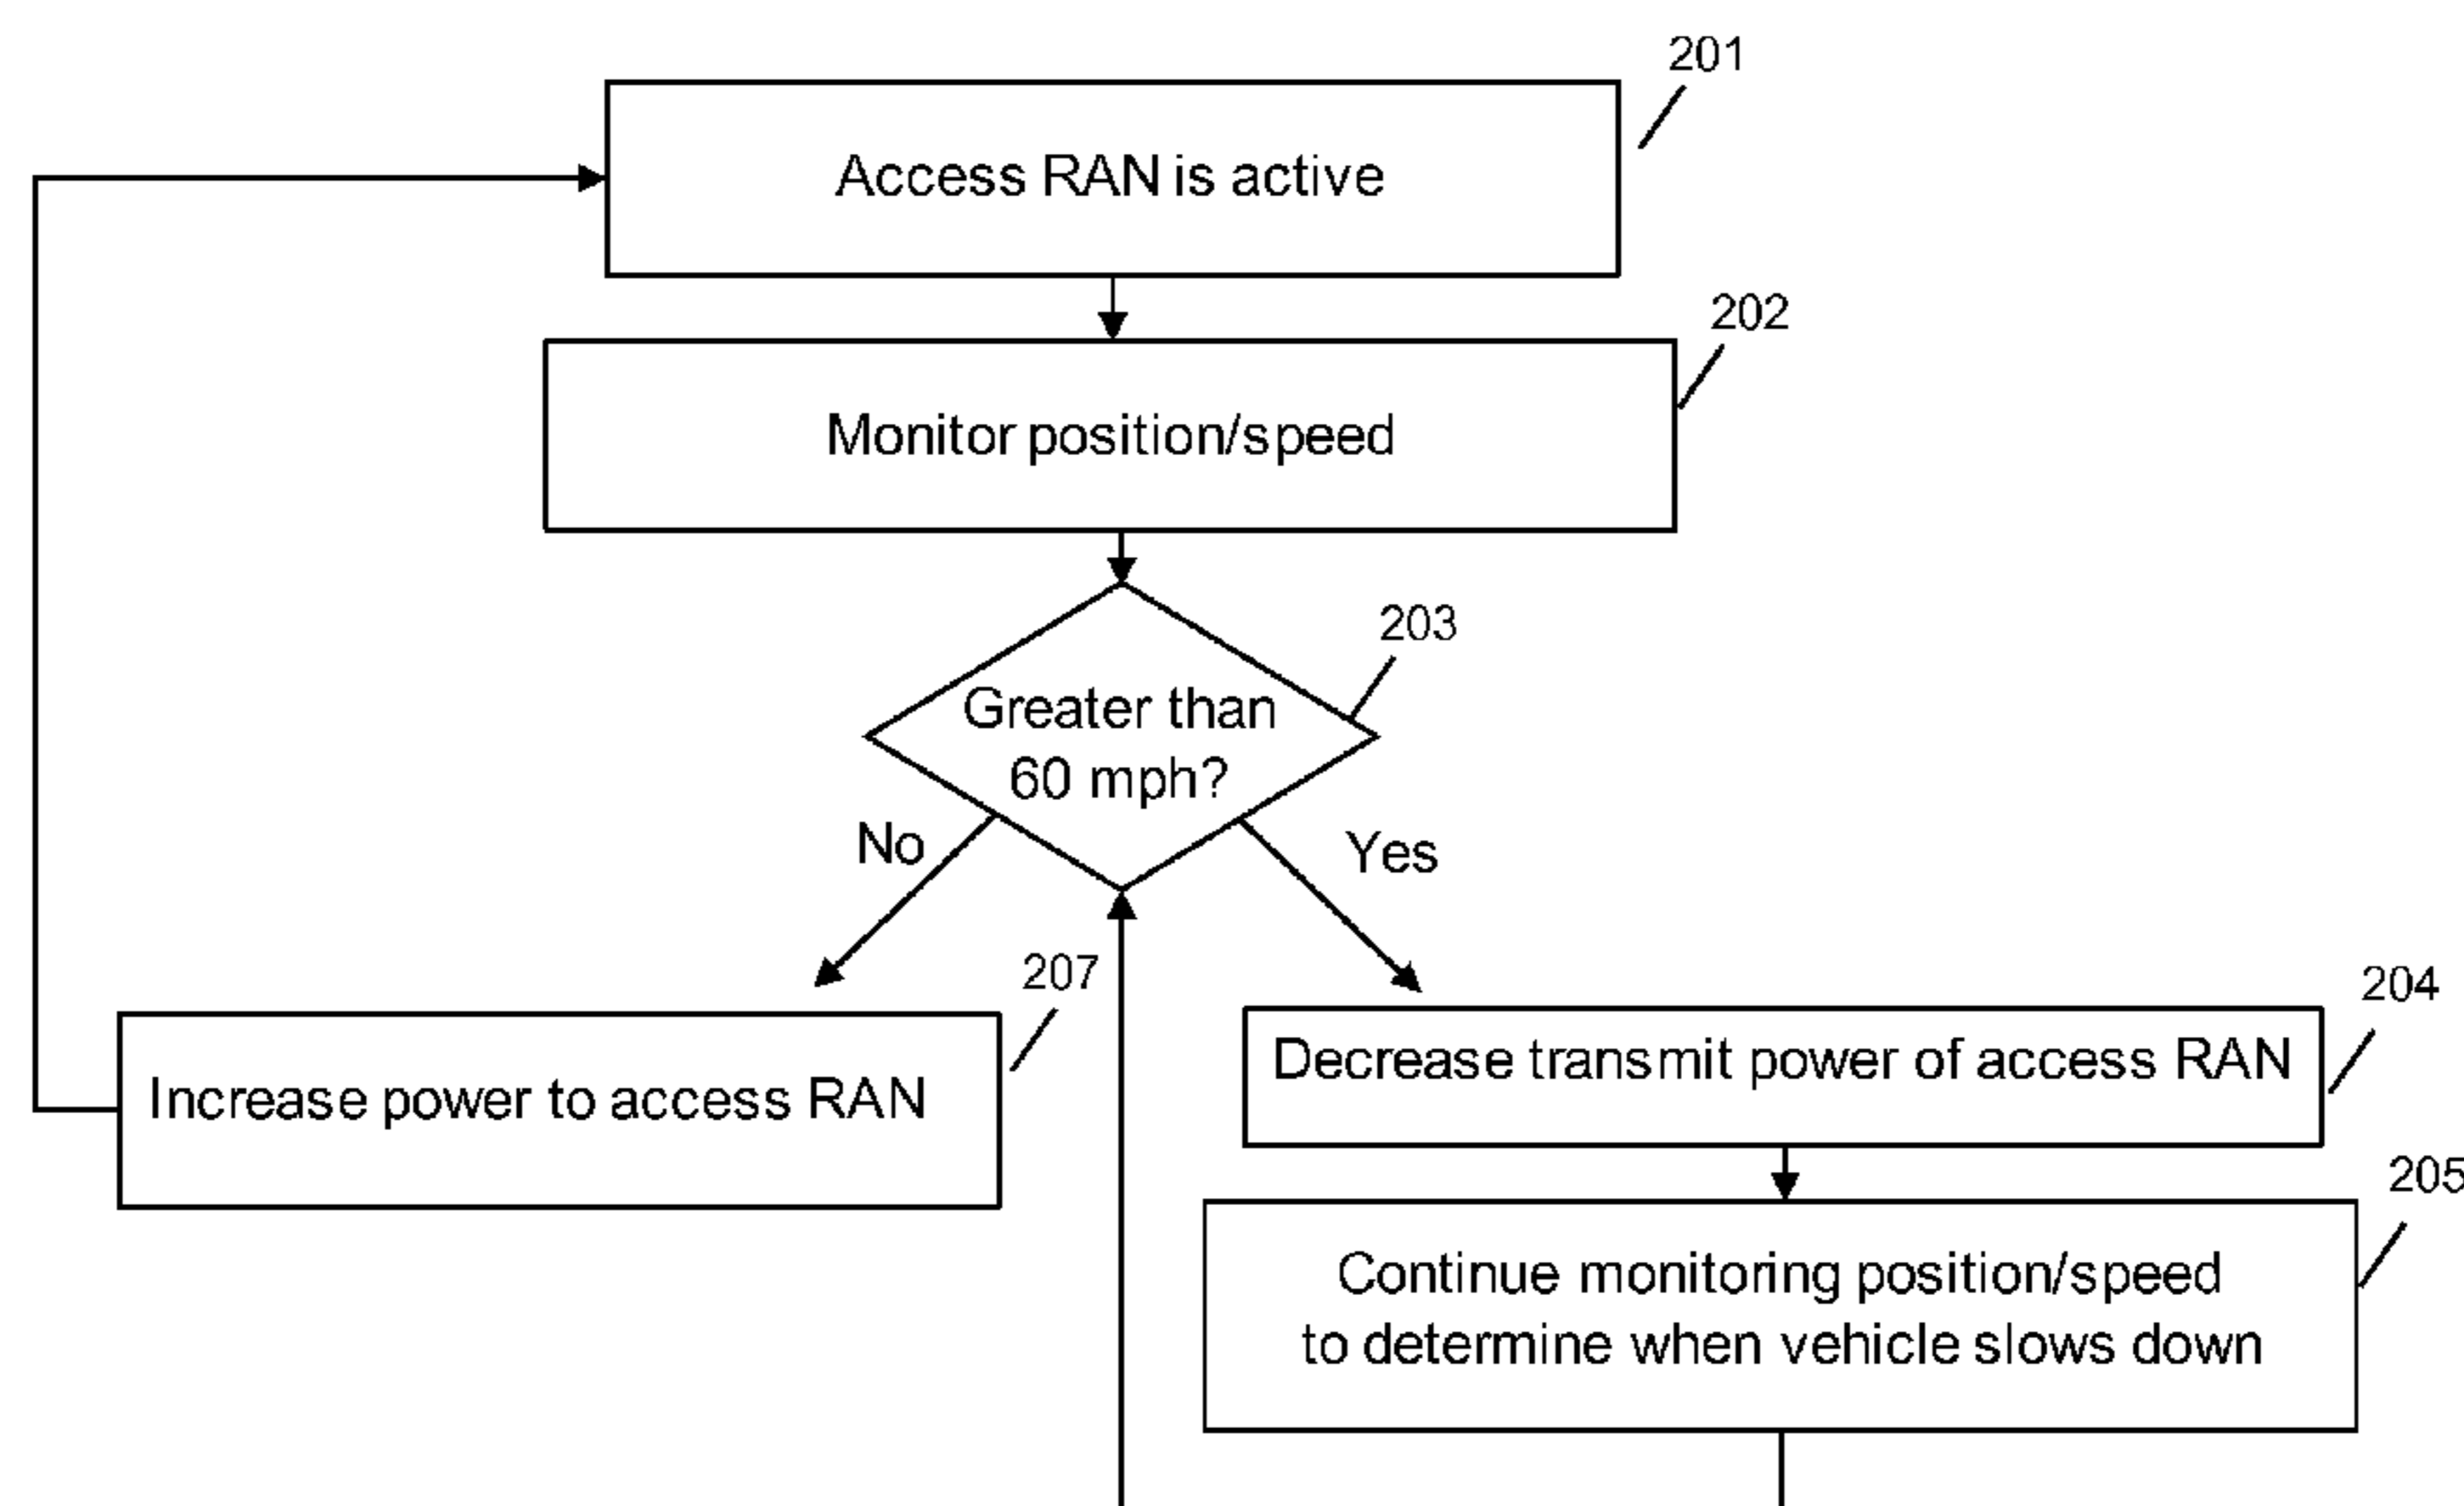 201
Access RAN is active
202
Monitor position/speed
203
Greater than
60 mph?
No
Yes
207
204
Increase power to access RAN
Decrease transmit power of access RAN
205
Continue monitoring position/speed
to determine when vehicle slows down